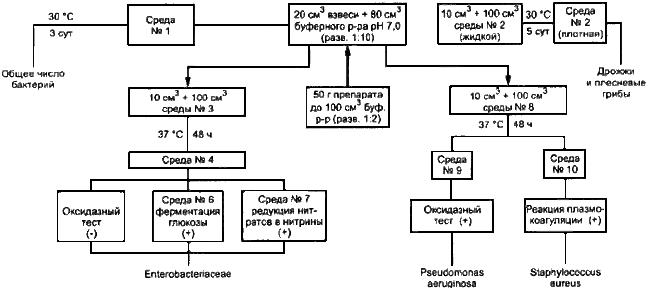 30 °C
3 сут
Среда
№ 1
20 см³ взвеси + 80 см³
буферного р-ра pH 7,0
(разв. 1:10)
10 см³ + 100 см³
среды № 2
(жидкой)
30 °C
5 сут
Среда
№ 2
(плотная)
Общее число
бактерий
Дрожжи
и плесневые
грибы
10 см³ + 100 см³
среды № 3
50 г препарата
до 100 см³ буф.
р-р (разв. 1:2)
10 см³ + 100 см³
среды № 8
37 °C 48 ч
37 °C 48 ч
Среда № 4
Среда
№ 9
Среда
№ 10
Оксидазный
тест
(-)
Среда № 6
ферментация
глюкозы
(+)
Среда № 7
редукция нит-
ратов в нитрины
(+)
Оксидазный
тест (+)
Реакция плазмо-
коагуляции (+)
Enterobacteriaceae
Pseudomonas
aeruginosa
Staphylococcus
aureus